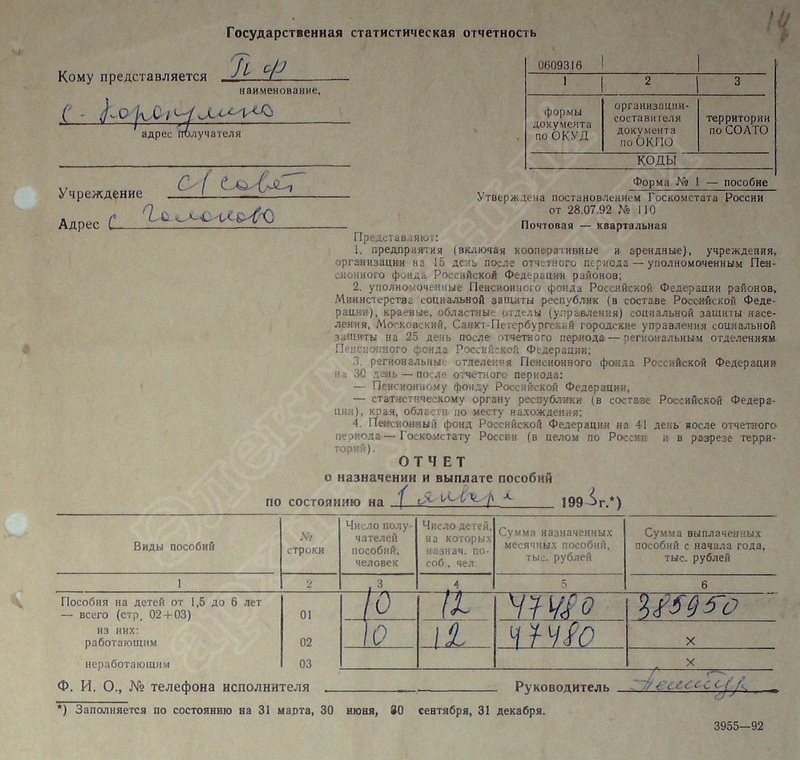 14
Государственная статистическая отчетность
Кому представляется Пф
наименование,
адрес получателя
Учреждение с/совет
Адрес с.
0609316
1 2 3
формы документа по ОКУД
организации-составителя документа по ОКПО
территории по СОАТО
КОДЫ
Форма № 1 — пособие
Утверждена постановлением Госкомстата России
от 28.07.92 № 110
Почтовая — квартальная
Представляют:
1. предприятия (включая кооперативные и арендные), учреждения,
организации на 15 день после отчетного периода — уполномоченным Пен-
сионного фонда Российской Федерации районов;
2. уполномоченные Пенсионного фонда Российской Федерации районов,
Министерства социальной защиты республик (в составе Российской Феде-
рации), краевые, областные отделы (управления) социальной защиты насе-
ления, Московский, Санкт-Петербургский городские управления социальной
защиты на 25 день после отчетного периода — региональным отделениям
Пенсионного фонда Российской Федерации;
3. региональные отделения Пенсионного фонда Российской Федерации
на 30 день — после отчетного периода:
— Пенсионному фонду Российской Федерации,
— статистическому органу республики (в составе Российской Федера-
ции), края, области по месту нахождения;
4. Пенсионный фонд Российской Федерации на 41 день после отчетного
периода — Госкомстату России (в целом по России и в разрезе терри-
торий).
ОТЧЕТ
о назначении и выплате пособий
по состоянию на 1 января 1993 г.*)
Виды пособий
№ строки
Число полу-чателей пособий, человек
Число детей, на которых назнач. по-соб., чел.
Сумма назначенных месячных пособий, тыс. рублей
Сумма выплаченных пособий с начала года, тыс. рублей
1 2 3 4 5 6
Пособия на детей от 1,5 до 6 лет
— всего (стр. 02+03) 01 10 12 47480 385950
из них:
работающим 02 10 12 47480 ×
неработающим 03 ×
Ф. И. О., № телефона исполнителя Руководитель
*) Заполняется по состоянию на 31 марта, 30 июня, 30 сентября, 31 декабря.
3955—92